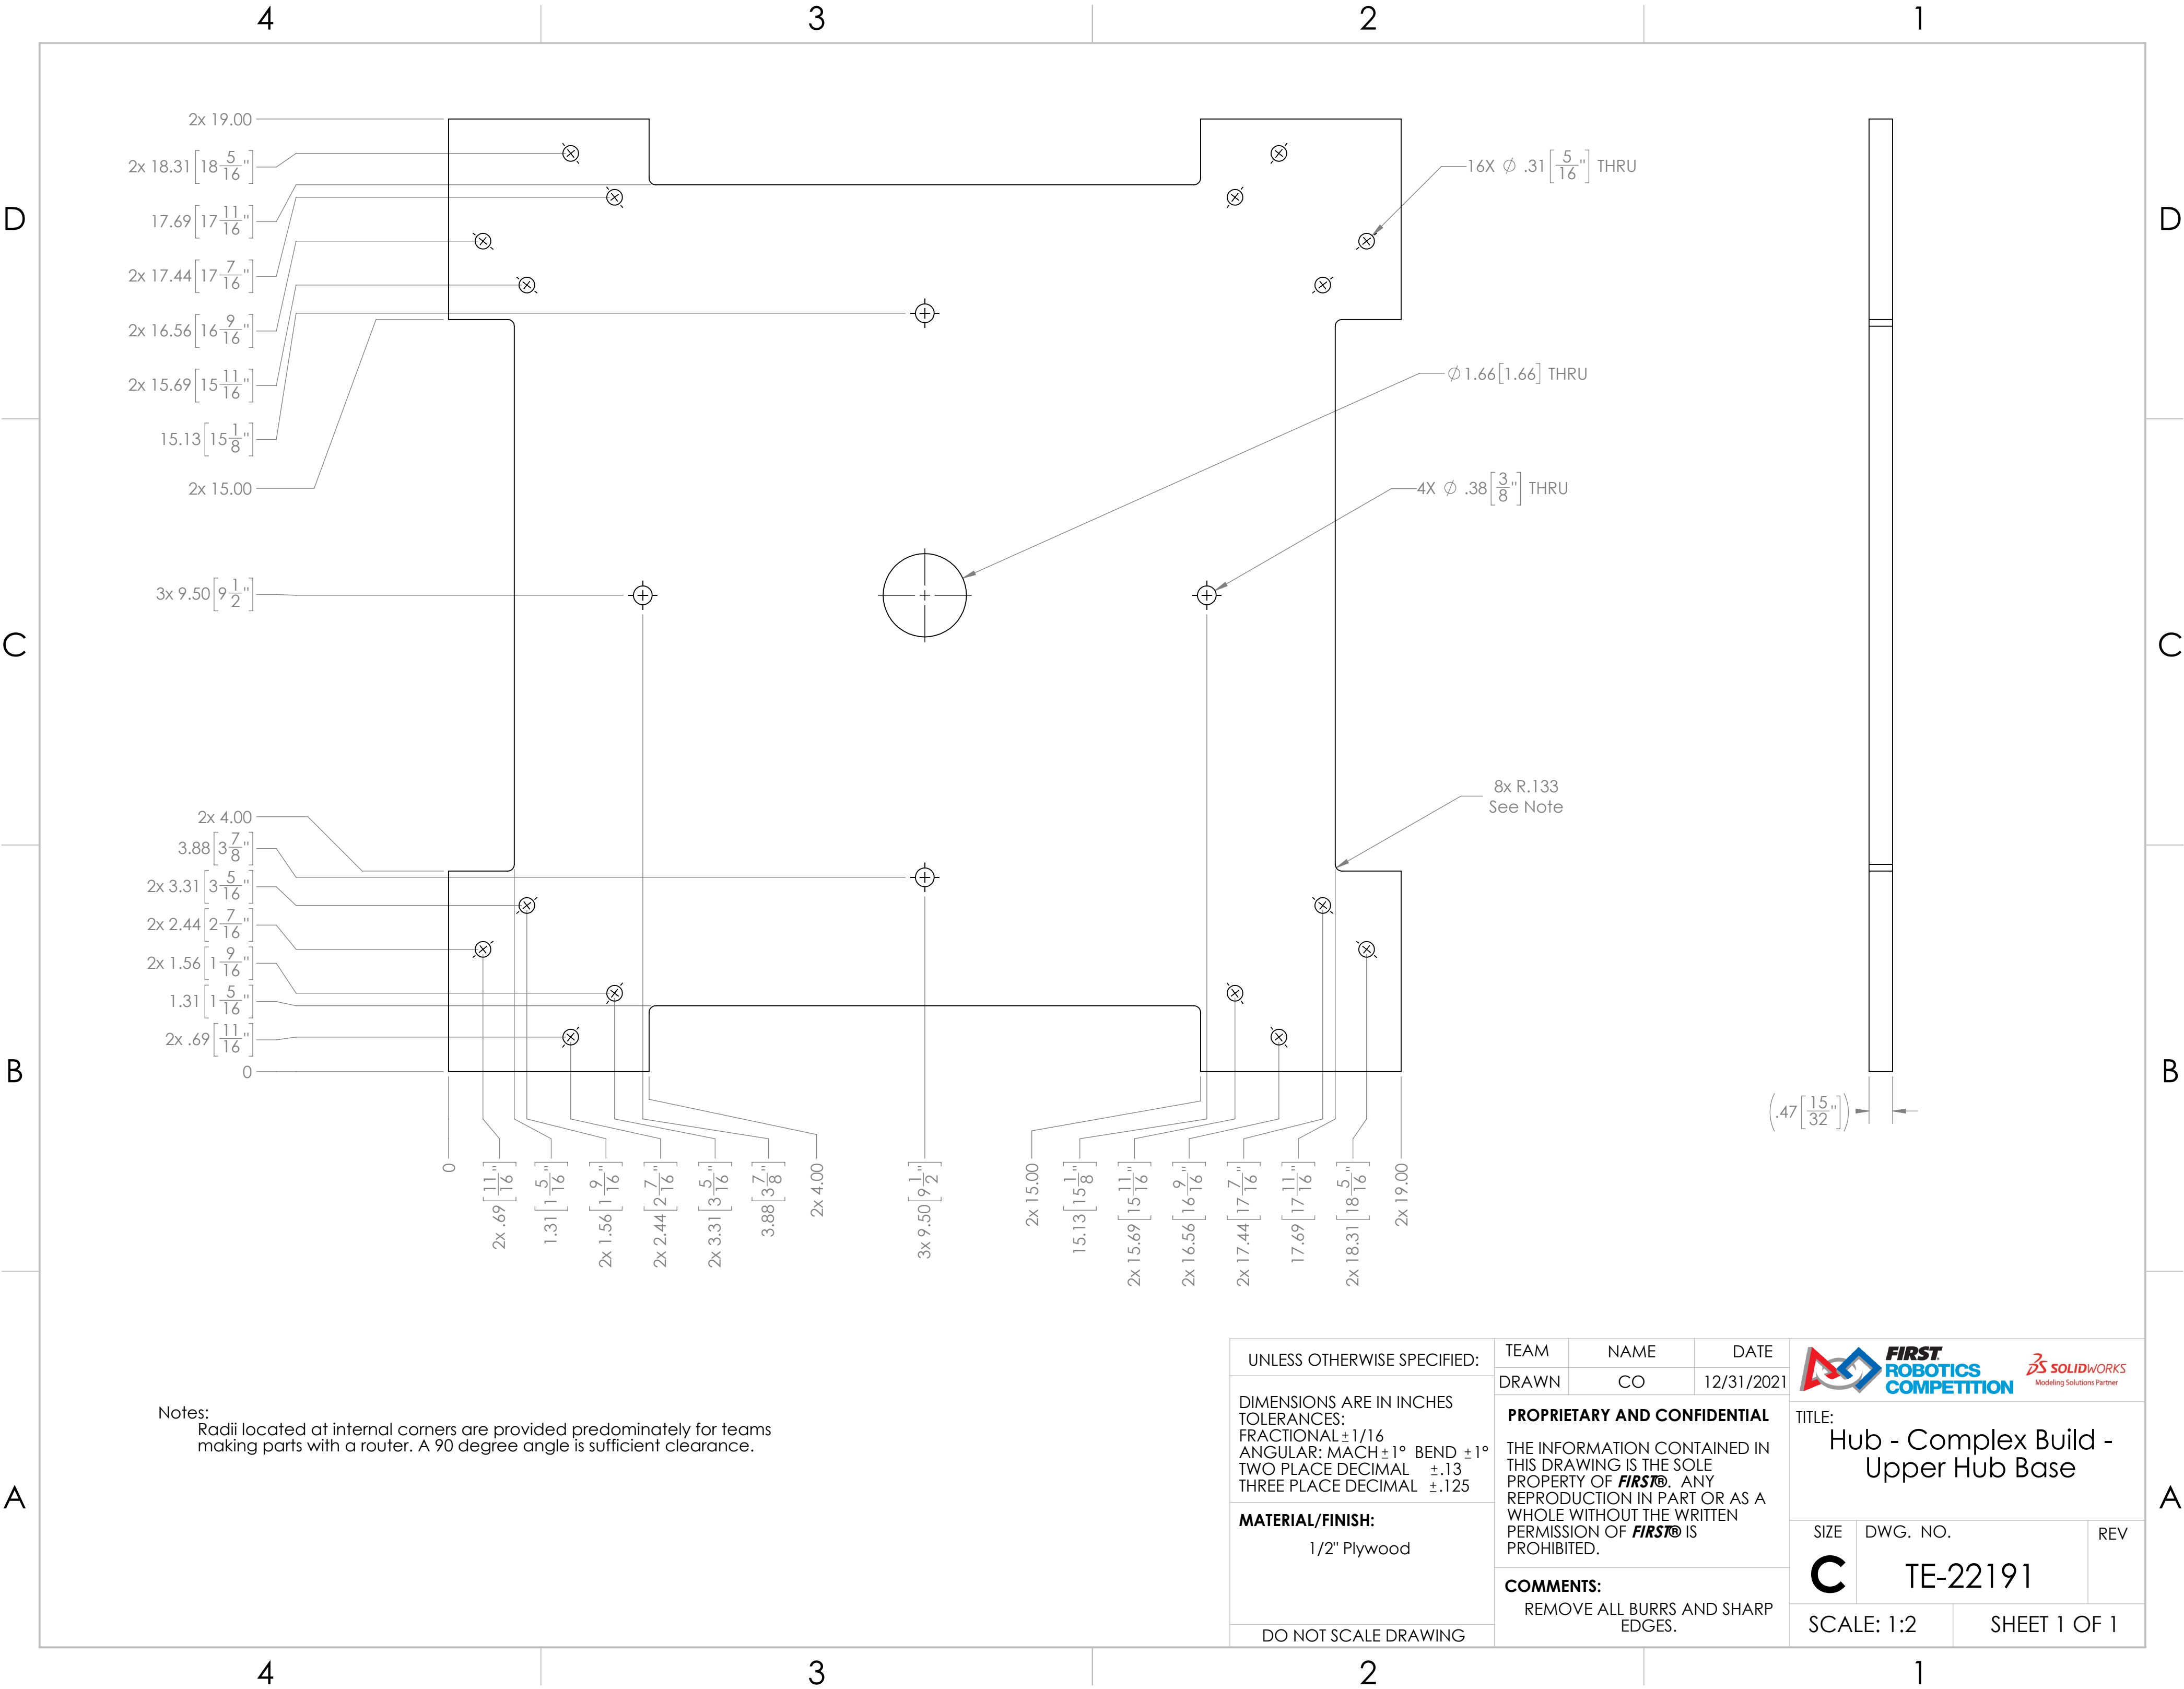 4 3 2 1
D
D
C
C
B
B
A
A
2x 19.00
2x 18.31[18 5/16"]
17.69[17 11/16"]
2x 17.44[17 7/16"]
2x 16.56[16 9/16"]
2x 15.69[15 11/16"]
15.13[15 1/8"]
2x 15.00
3x 9.50[9 1/2"]
2x 4.00
3.88[3 7/8"]
2x 3.31[3 5/16"]
2x 2.44[2 7/16"]
2x 1.56[1 9/16"]
1.31[1 5/16"]
2x .69[11/16"]
0
16X ∅ .31[5/16"] THRU
∅1.66[1.66] THRU
4X ∅ .38[3/8"] THRU
8x R.133
See Note
(.47[15/32"])
0
2x .69[11/16"]
1.31[1 5/16"]
2x 1.56[1 9/16"]
2x 2.44[2 7/16"]
2x 3.31[3 5/16"]
3.88[3 7/8"]
2x 4.00
3x 9.50[9 1/2"]
2x 15.00
15.13[15 1/8"]
2x 15.69[15 11/16"]
2x 16.56[16 9/16"]
2x 17.44[17 7/16"]
17.69[17 11/16"]
2x 18.31[18 5/16"]
2x 19.00
Notes:
Radii located at internal corners are provided predominately for teams
making parts with a router. A 90 degree angle is sufficient clearance.
UNLESS OTHERWISE SPECIFIED:
DIMENSIONS ARE IN INCHES
TOLERANCES:
FRACTIONAL±1/16
ANGULAR: MACH±1° BEND ±1°
TWO PLACE DECIMAL ±.13
THREE PLACE DECIMAL ±.125
MATERIAL/FINISH:
1/2" Plywood
DO NOT SCALE DRAWING
TEAM NAME DATE
DRAWN CO 12/31/2021
PROPRIETARY AND CONFIDENTIAL
THE INFORMATION CONTAINED IN
THIS DRAWING IS THE SOLE
PROPERTY OF FIRST®. ANY
REPRODUCTION IN PART OR AS A
WHOLE WITHOUT THE WRITTEN
PERMISSION OF FIRST® IS
PROHIBITED.
COMMENTS:
REMOVE ALL BURRS AND SHARP
EDGES.
FIRST
ROBOTICS
COMPETITION
SOLIDWORKS
Modeling Solutions Partner
TITLE:
Hub - Complex Build -
Upper Hub Base
SIZE DWG. NO. REV
C TE-22191
SCALE: 1:2 SHEET 1 OF 1
4 3 2 1